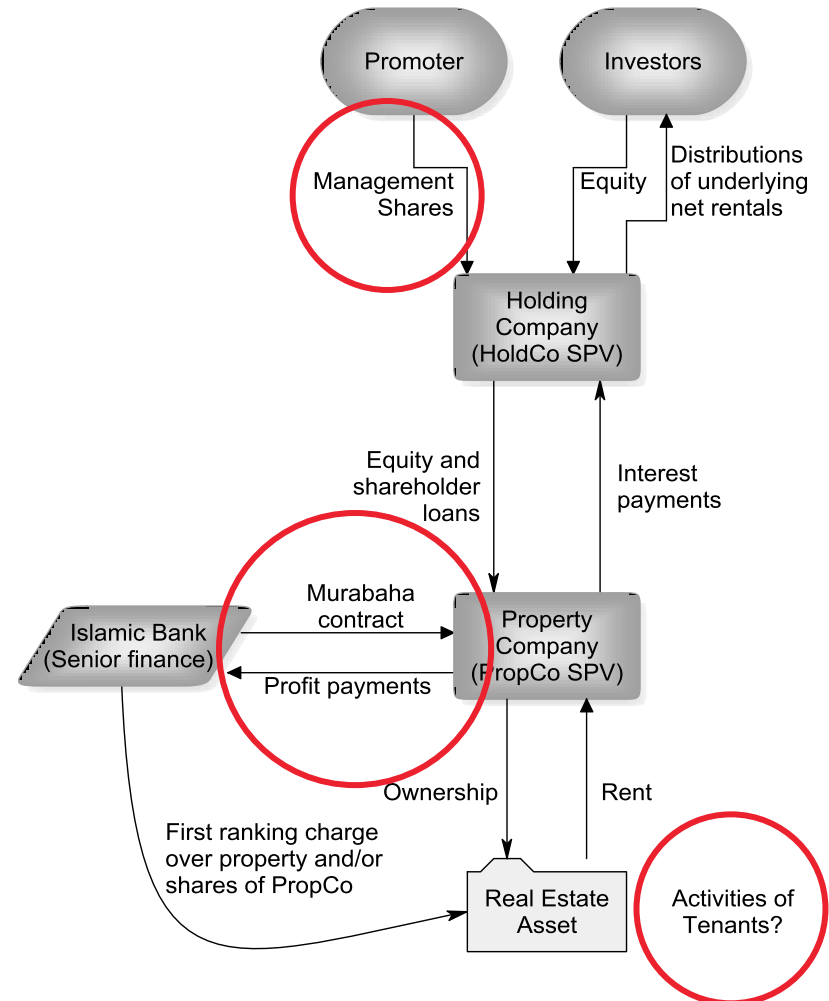 Promoter
Investors
Management
Shares
Equity
Distributions
of underlying
net rentals
Holding
Company
(HoldCo SPV)
Equity and
shareholder
loans
Interest
payments
Murabaha
contract
Islamic Bank
(Senior finance)
Profit payments
Property
Company
(PropCo SPV)
Ownership
Rent
First ranking charge
over property and/or
shares of PropCo
Real Estate
Asset
Activities of
Tenants?